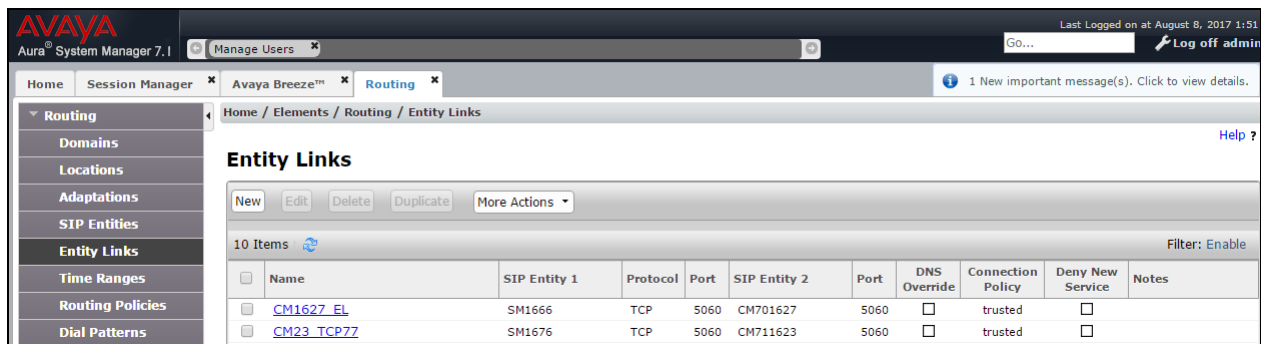 AVAYA
Last Logged on at August 8, 2017 1:51
Aura® System Manager 7.1
Manage Users
Go...
Log off admin
Home
Session Manager
Avaya Breeze™
Routing
1 New important message(s). Click to view details.
Routing
Home / Elements / Routing / Entity Links
Help ?
Domains
Locations
Adaptations
SIP Entities
Entity Links
Time Ranges
Routing Policies
Dial Patterns
Entity Links
New Edit Delete Duplicate More Actions
10 Items Filter: Enable
Name SIP Entity 1 Protocol Port SIP Entity 2 Port DNS Override Connection Policy Deny New Service Notes
CM1627_EL SM1666 TCP 5060 CM701627 5060 trusted
CM23_TCP77 SM1676 TCP 5060 CM711623 5060 trusted